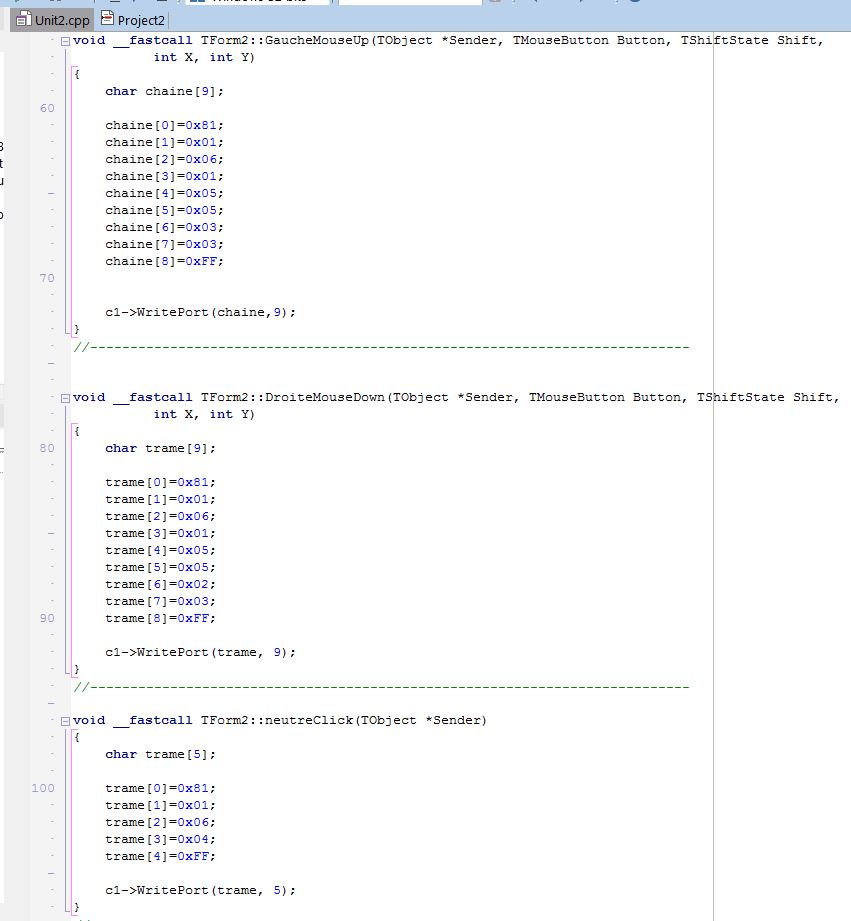 Unit2.cpp Project2
void __fastcall TForm2::GaucheMouseUp(TObject *Sender, TMouseButton Button, TShiftState Shift,
int X, int Y)
{
char chaine[9];
60
chaine[0]=0x81;
chaine[1]=0x01;
chaine[2]=0x06;
chaine[3]=0x01;
chaine[4]=0x05;
chaine[5]=0x05;
chaine[6]=0x03;
chaine[7]=0x03;
chaine[8]=0xFF;
70
c1->WritePort(chaine,9);
}
//---------------------------------------------------------------------------
void __fastcall TForm2::DroiteMouseDown(TObject *Sender, TMouseButton Button, TShiftState Shift,
int X, int Y)
{
80 char trame[9];
trame[0]=0x81;
trame[1]=0x01;
trame[2]=0x06;
trame[3]=0x01;
trame[4]=0x05;
trame[5]=0x05;
trame[6]=0x02;
trame[7]=0x03;
90 trame[8]=0xFF;
c1->WritePort(trame, 9);
}
//---------------------------------------------------------------------------
void __fastcall TForm2::neutreClick(TObject *Sender)
{
char trame[5];
100 trame[0]=0x81;
trame[1]=0x01;
trame[2]=0x06;
trame[3]=0x04;
trame[4]=0xFF;
c1->WritePort(trame, 5);
}